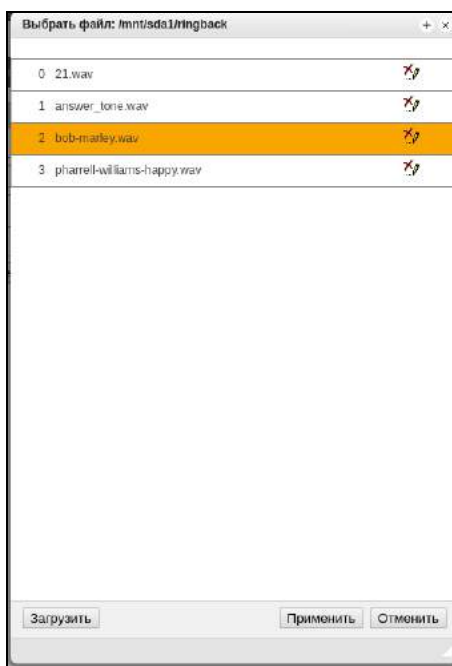 Выбрать файл: /mnt/sda1/ringback + ×
0 21.wav
1 answer_tone.wav
2 bob-marley.wav
3 pharrell-williams-happy.wav
Загрузить Применить Отменить